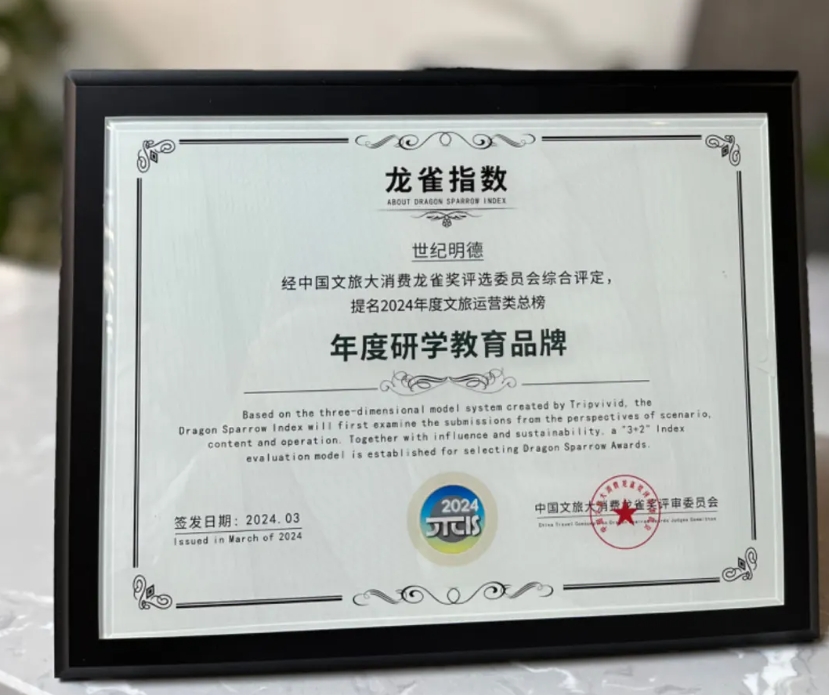 龙雀指数
ABOUT DRAGON SPARROW INDEX
世纪明德
经中国文旅大消费龙雀奖评选委员会综合评定，
提名2024年度文旅运营类总榜
年度研学教育品牌
Based on the three-dimensional model system created by Tripvivid, the
Dragon Sparrow Index will first examine the submissions from the perspectives of scenario,
content and operation. Together with influence and sustainability, a "3+2" Index
evaluation model is established for selecting Dragon Sparrow Awards.
2024
签发日期：2024.03
Issued in March of 2024
中国文旅大消费龙雀奖评审委员会